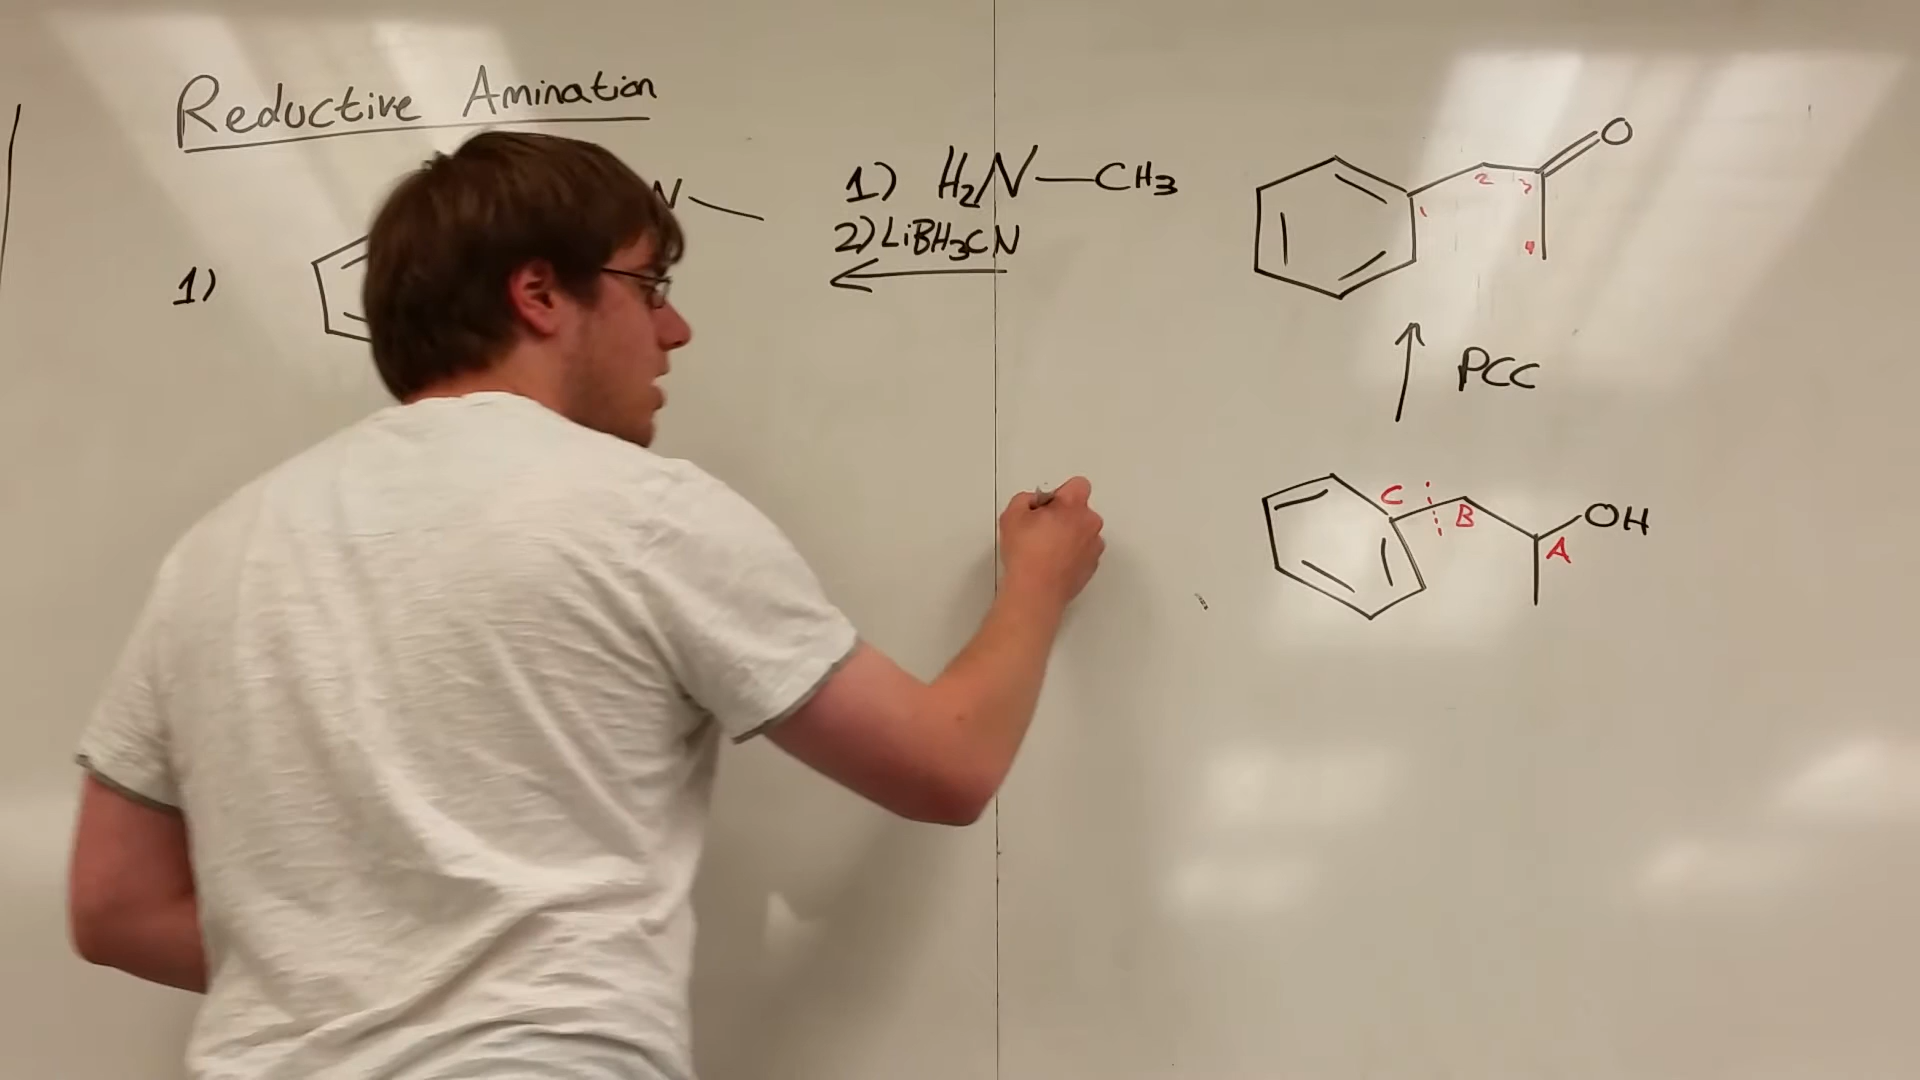 Reductive Amination
1)
N
1) H₂N—CH₃
2) LiBH₃CN
O
1
2
3
4
PCC
C
B
A
OH